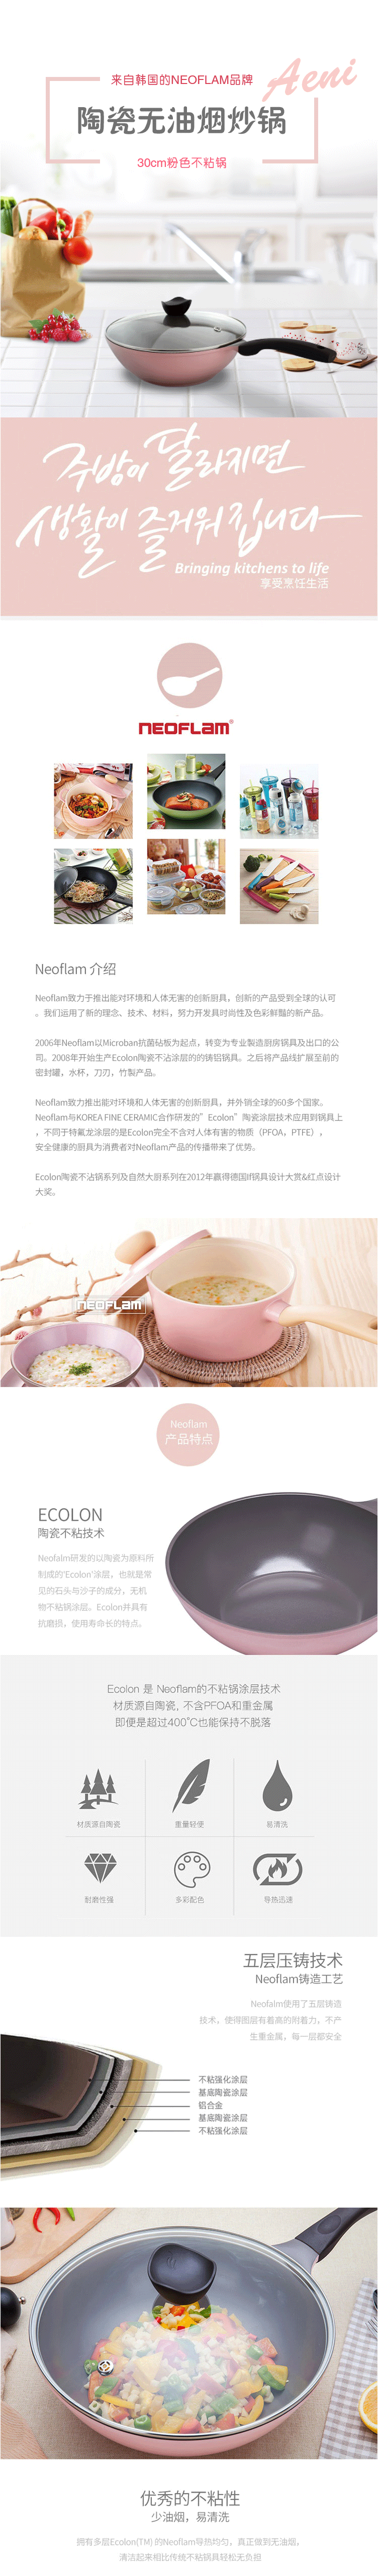 来自韩国的NEOFLAM品牌
Aeni
陶瓷无油烟炒锅
30cm粉色不粘锅
주방이 달라지면
생활이 즐거워집니다
Bringing kitchens to life
享受烹饪生活
NEOFLAM®
Neoflam 介绍
Neoflam致力于推出能对环境和人体无害的创新厨具，创新的产品受到全球的认可
。我们运用了新的理念、技术、材料，努力开发具时尚性及色彩鲜豔的新产品。
2006年Neoflam以Microban抗菌砧板为起点，转变为专业製造厨房锅具及出口的公
司。2008年开始生产Ecolon陶瓷不沾涂层的的铸铝锅具。之后将产品线扩展至前的
密封罐，水杯，刀刃，竹製产品。
Neoflam致力推出能对环境和人体无害的创新厨具，并外销全球的60多个国家。
Neoflam与KOREA FINE CERAMIC合作研发的”Ecolon”陶瓷涂层技术应用到锅具上
，不同于特氟龙涂层的是Ecolon完全不含对人体有害的物质（PFOA，PTFE），
安全健康的厨具为消费者对Neoflam产品的传播带来了优势。
Ecolon陶瓷不沾锅系列及自然大厨系列在2012年赢得德国If锅具设计大赏&红点设计
大奖。
NEOFLAM
Neoflam
产品特点
ECOLON
陶瓷不粘技术
Neofalm研发的以陶瓷为原料所
制成的‘Ecolon’涂层，也就是常
见的石头与沙子的成分，无机
物不粘锅涂层。Ecolon并具有
抗磨损，使用寿长的特点。
Ecolon 是 Neoflam的不粘锅涂层技术
材质源自陶瓷, 不含PFOA和重金属
即便是超过400˚C也能保持不脱落
材质源自陶瓷
重量轻便
易清洗
耐磨性强
多彩配色
导热迅速
五层压铸技术
Neoflam铸造工艺
Neofalm使用了五层铸造
技术，使得图层有着高的附着力，不产
生重金属，每一层都安全
不粘强化涂层
基底陶瓷涂层
铝合金
基底陶瓷涂层
不粘强化涂层
优秀的不粘性
少油烟，易清洗
拥有多层Ecolon(TM) 的Neoflam导热均匀，真正做到无油烟，
清洁起来相比传统不粘锅具轻松无负担